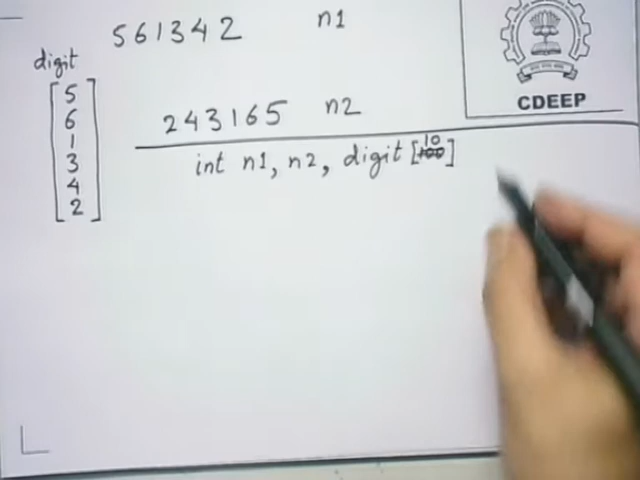 561342 n1
digit
5
6
1
3
4
2
243165 n2
int n1, n2, digit [10]
CDEEP